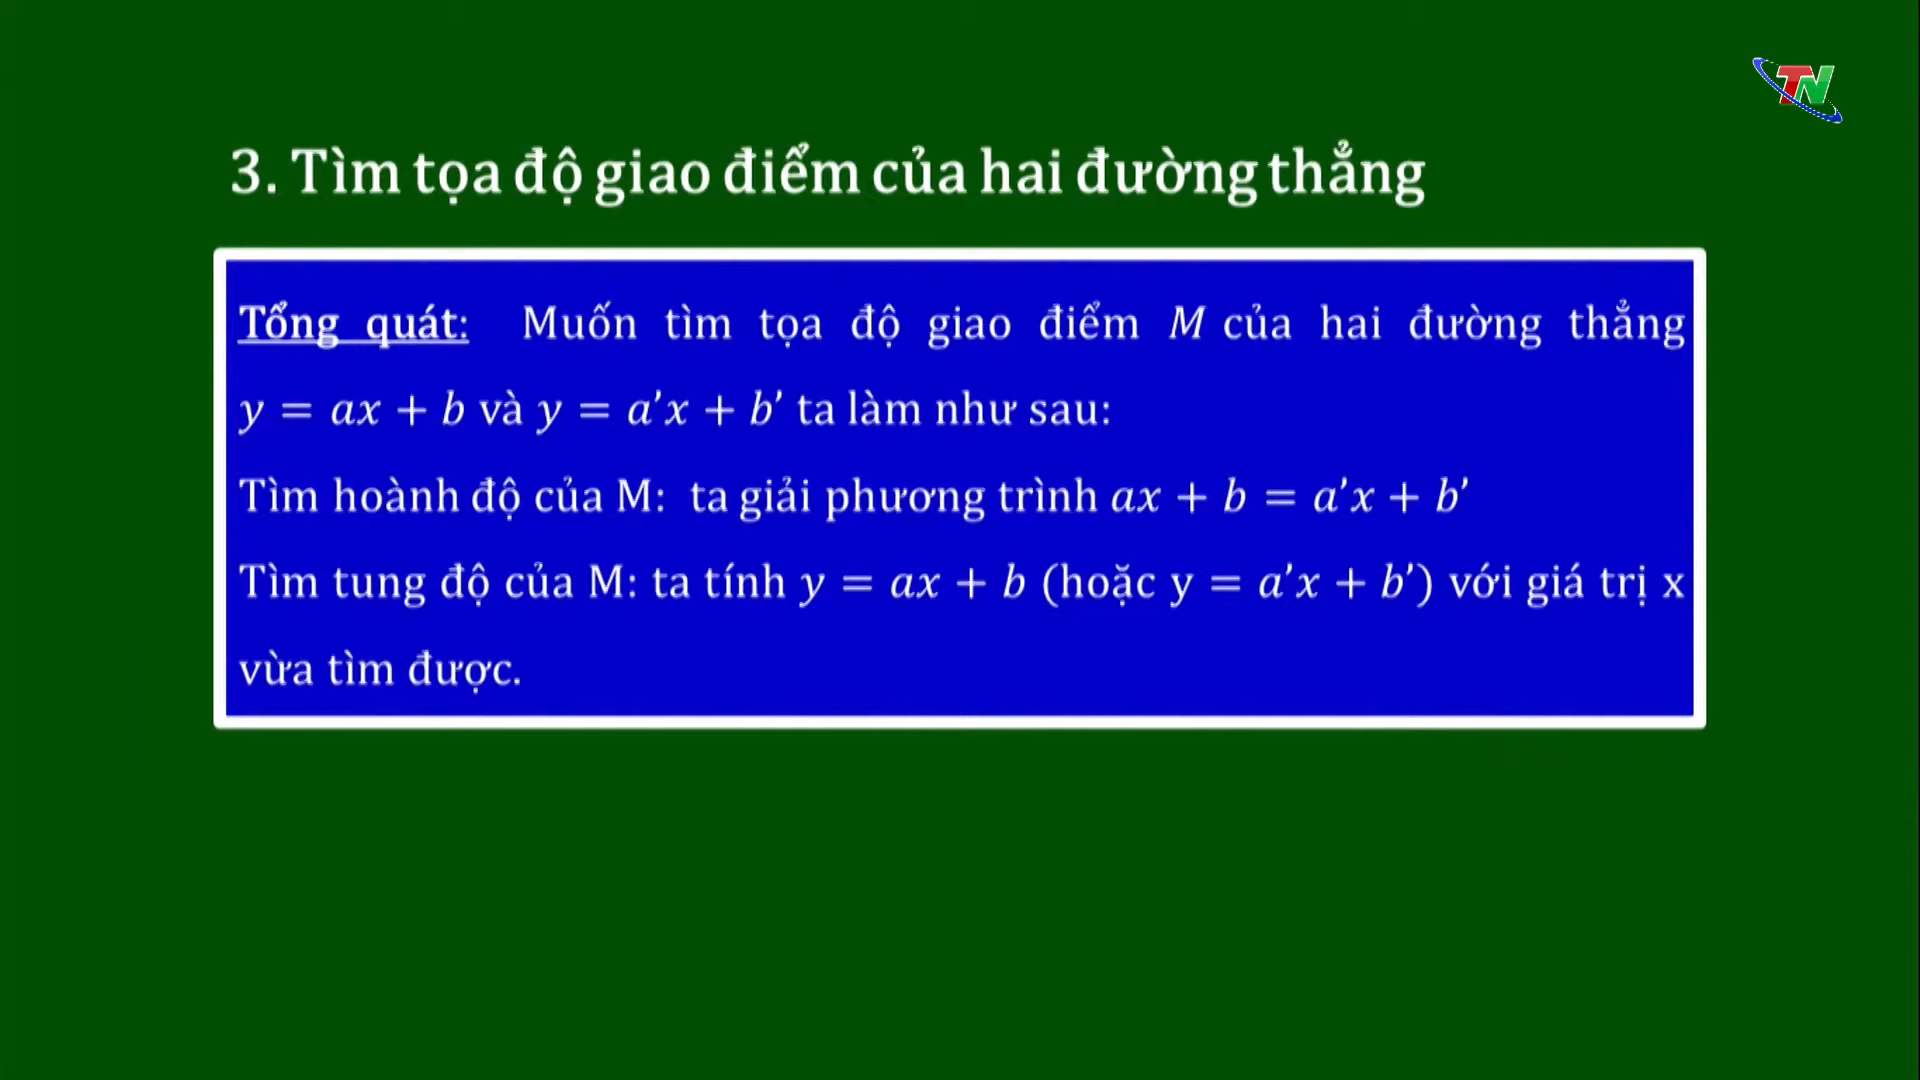 TN
3. Tìm tọa độ giao điểm của hai đường thẳng
Tổng quát: Muốn tìm tọa độ giao điểm M của hai đường thẳng
y = ax + b và y = a’x + b’ ta làm như sau:
Tìm hoành độ của M: ta giải phương trình ax + b = a’x + b’
Tìm tung độ của M: ta tính y = ax + b (hoặc y = a’x + b’) với giá trị x
vừa tìm được.